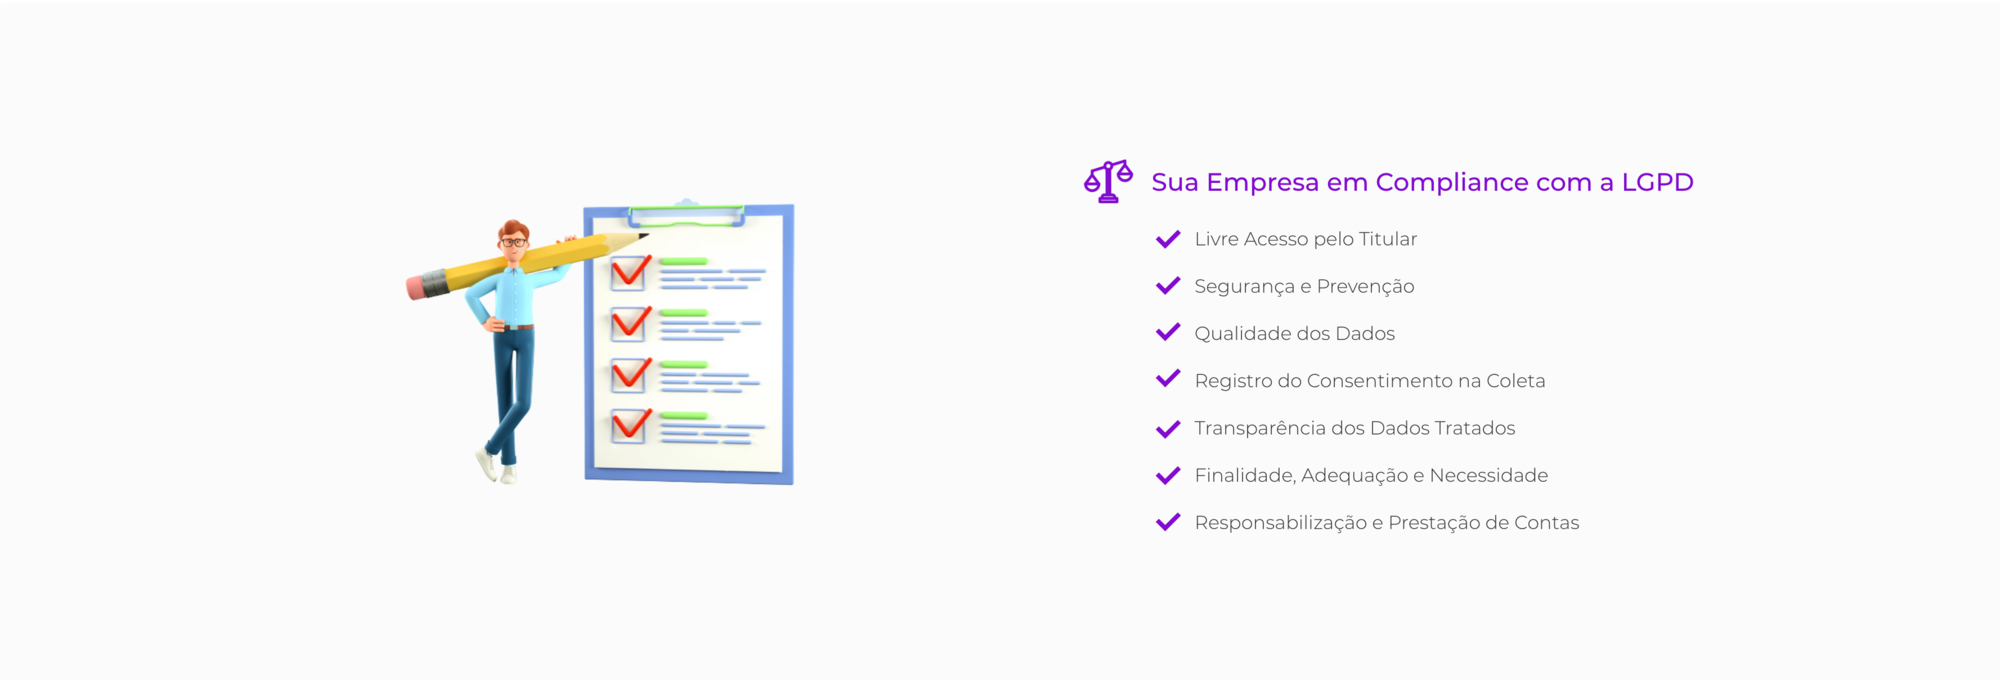 Sua Empresa em Compliance com a LGPD
Livre Acesso pelo Titular
Segurança e Prevenção
Qualidade dos Dados
Registro do Consentimento na Coleta
Transparência dos Dados Tratados
Finalidade, Adequação e Necessidade
Responsabilização e Prestação de Contas